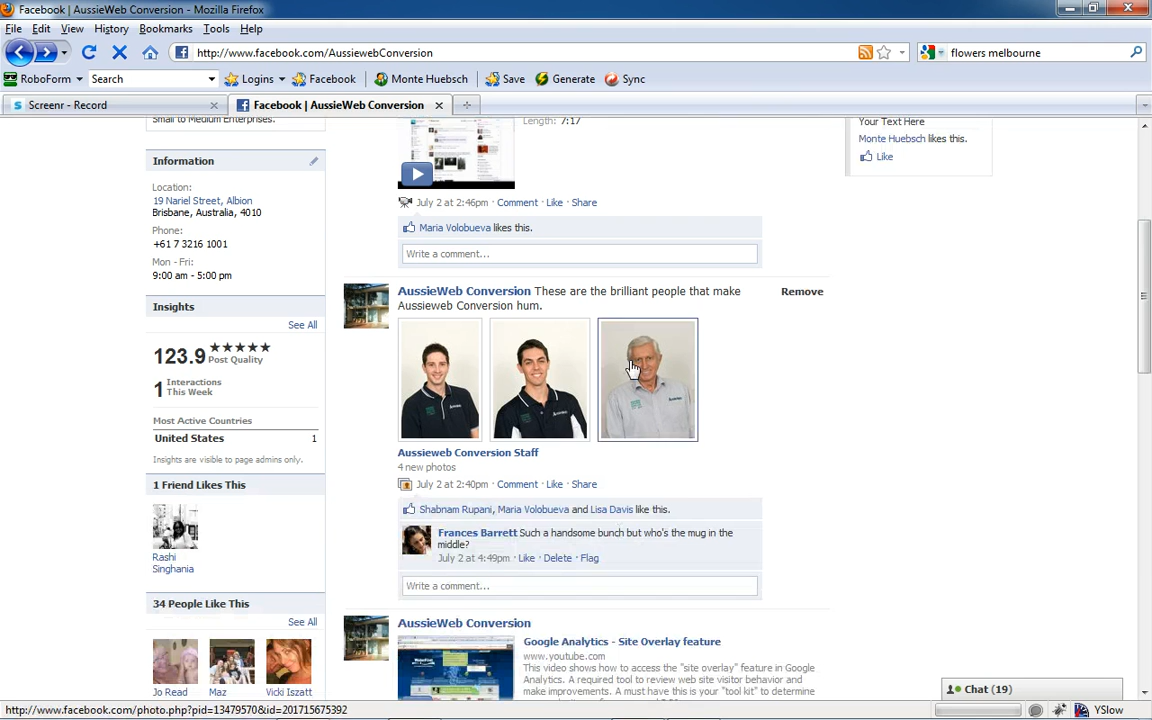 Facebook | AussieWeb Conversion - Mozilla Firefox
File Edit View History Bookmarks Tools Help
http://www.facebook.com/AussiewebConversion
flowers melbourne
RoboForm Search Logins Facebook Monte Huebsch Save Generate Sync
Screenr - Record
Facebook | AussieWeb Conversion
Small to Medium Enterprises.
Length: 7:17
Your Text Here
Monte Huebsch likes this.
Like
Information
Location:
19 Nariel Street, Albion
Brisbane, Australia, 4010
Phone:
+61 7 3216 1001
Mon - Fri:
9:00 am - 5:00 pm
Insights
See All
123.9 Post Quality
1 Interactions
This Week
Most Active Countries
United States 1
Insights are visible to page admins only.
1 Friend Likes This
Rashi
Singhania
34 People Like This
See All
Jo Read Maz Vicki Iszatt
July 2 at 2:46pm · Comment · Like · Share
Maria Volobueva likes this.
Write a comment...
AussieWeb Conversion These are the brilliant people that make
Aussieweb Conversion hum.
Remove
Aussieweb Conversion Staff
4 new photos
July 2 at 2:40pm · Comment · Like · Share
Shabnam Rupani, Maria Volobueva and Lisa Davis like this.
Frances Barrett Such a handsome bunch but who's the mug in the
middle?
July 2 at 4:49pm · Like · Delete · Flag
Write a comment...
AussieWeb Conversion
Google Analytics - Site Overlay feature
www.youtube.com
This video shows how to access the "site overlay" feature in Google
Analytics. A required tool to review web site visitor behavior and
make improvements. A must have this is your "tool kit" to determine
Chat (19)
http://www.facebook.com/photo.php?pid=13479570&id=201715675392
YSlow